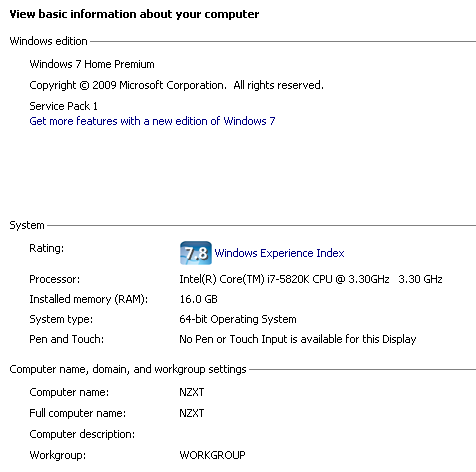 View basic information about your computer
Windows edition
Windows 7 Home Premium
Copyright © 2009 Microsoft Corporation.  All rights reserved.
Service Pack 1
Get more features with a new edition of Windows 7
System
Rating: 7.8 Windows Experience Index
Processor: Intel(R) Core(TM) i7-5820K CPU @ 3.30GHz   3.30 GHz
Installed memory (RAM): 16.0 GB
System type: 64-bit Operating System
Pen and Touch: No Pen or Touch Input is available for this Display
Computer name, domain, and workgroup settings
Computer name: NZXT
Full computer name: NZXT
Computer description:
Workgroup: WORKGROUP